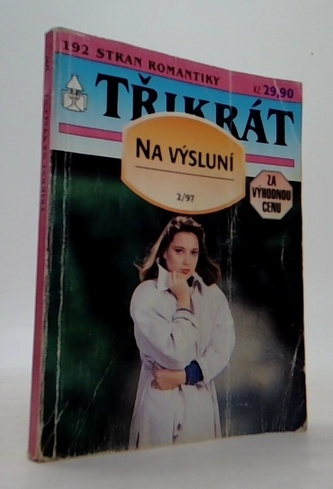 192 STRAN ROMANTIKY
Kč 29,90
TŘIKRÁT
NA VÝSLUNÍ
2/97
ZA
VÝHODNOU
CENU